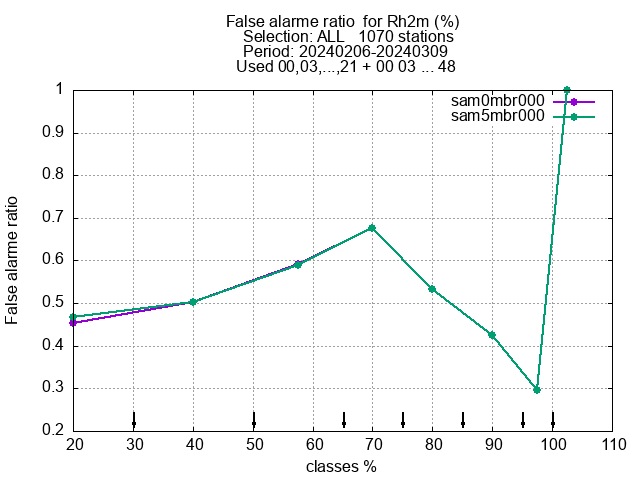 False alarme ratio  for Rh2m (%)
Selection: ALL   1070 stations
Period: 20240206-20240309
Used 00,03,...,21 + 00 03 ... 48
sam0mbr000
sam5mbr000
1
0.9
0.8
0.7
0.6
0.5
0.4
0.3
0.2
False alarme ratio
20 30 40 50 60 70 80 90 100 110
classes %